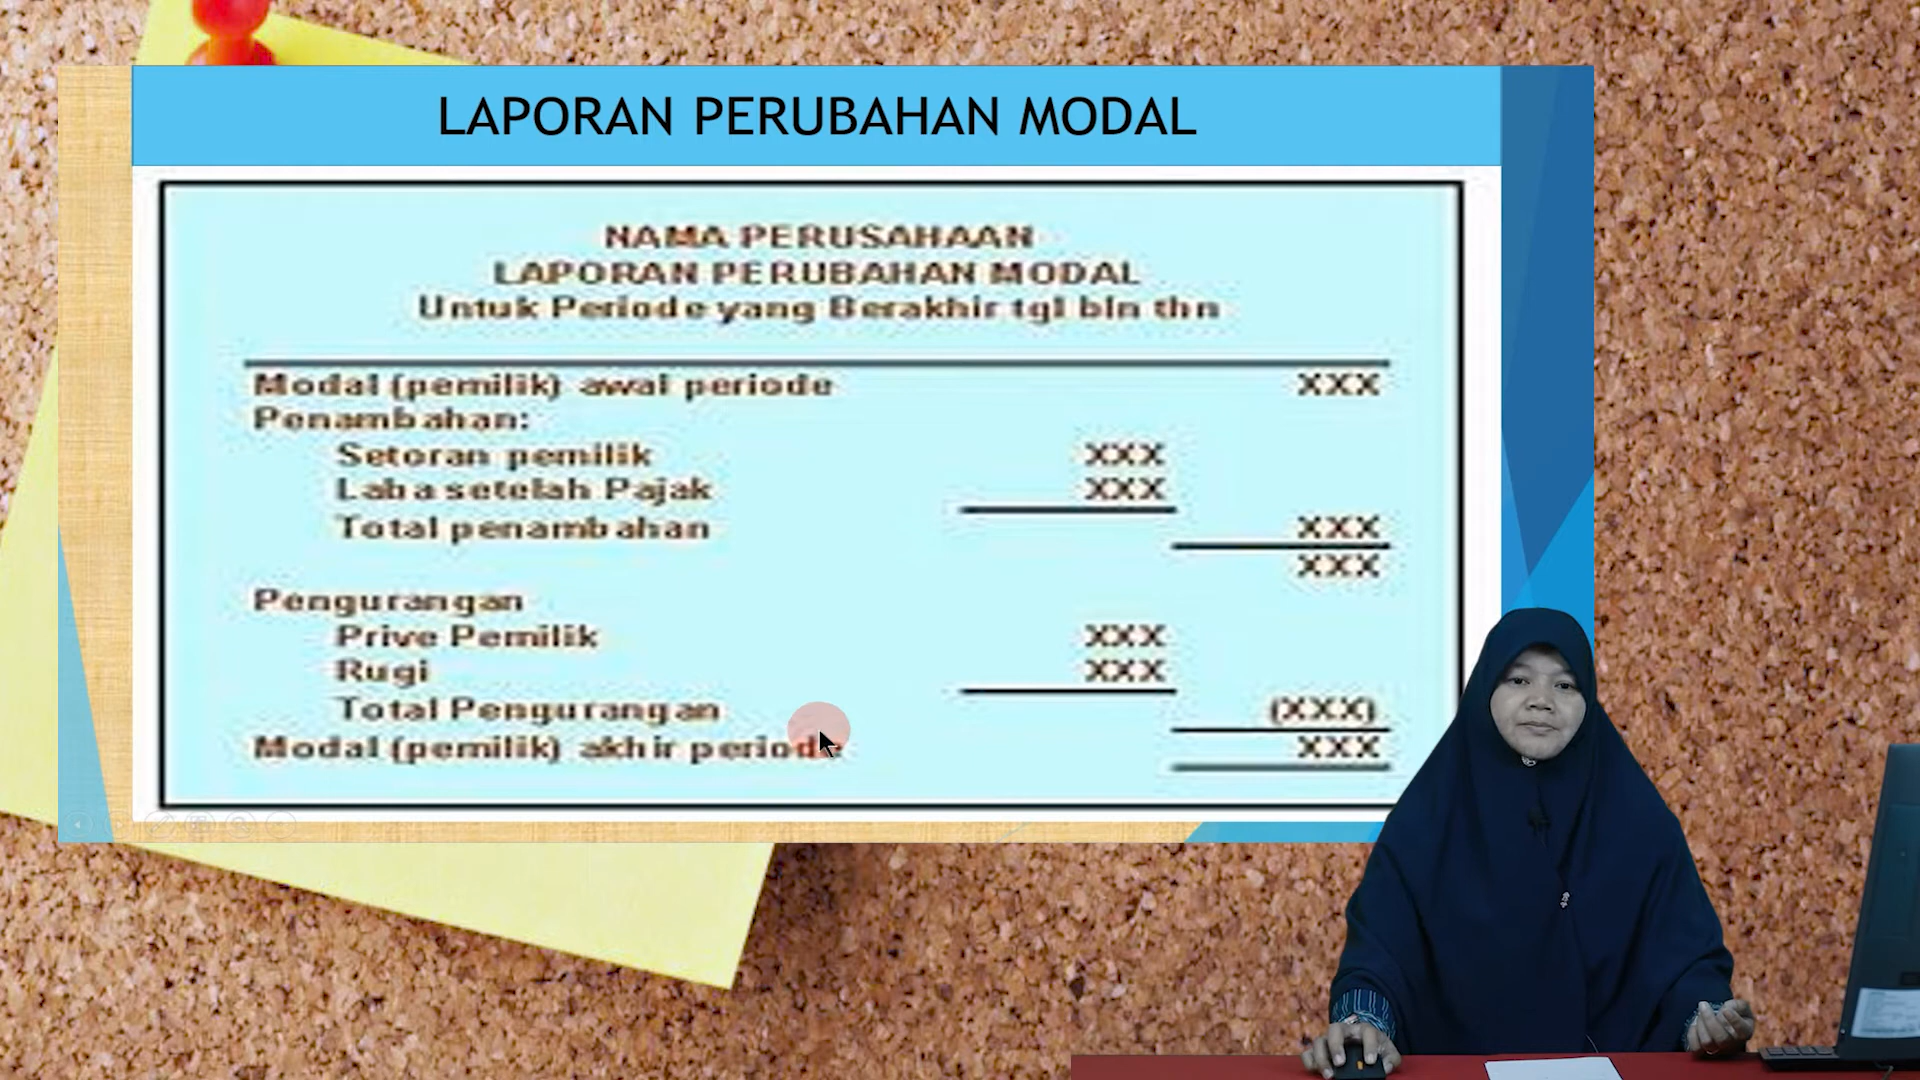 LAPORAN PERUBAHAN MODAL
NAMA PERUSAHAAN
LAPORAN PERUBAHAN MODAL
Untuk Periode yang Berakhir tgl bln thn
Modal (pemilik) awal periode XXX
Penambahan:
Setoran pemilik XXX
Laba setelah Pajak XXX
Total penambahan XXX
XXX
Pengurangan
Prive Pemilik XXX
Rugi XXX
Total Pengurangan (XXX)
Modal (pemilik) akhir periode XXX